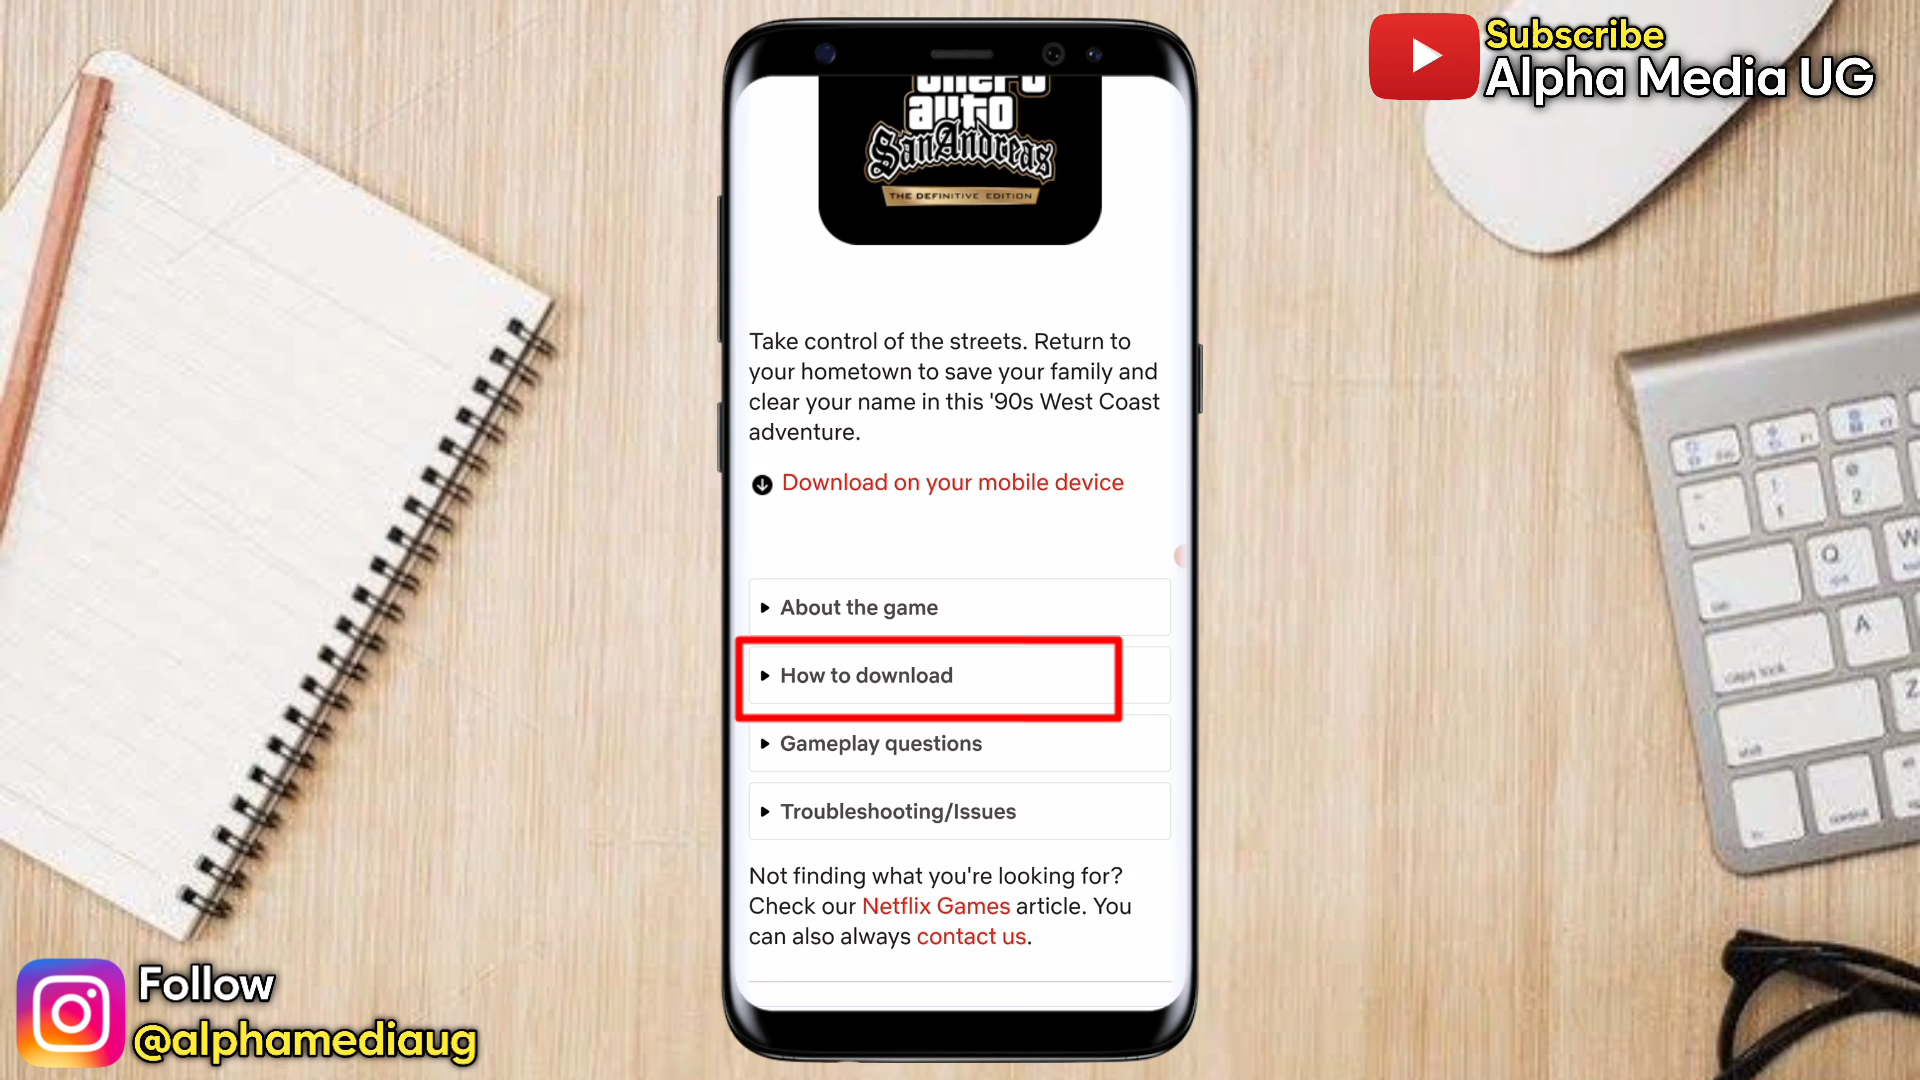 Subscribe
Alpha Media UG
auto
San Andreas
THE DEFINITIVE EDITION
Take control of the streets. Return to
your hometown to save your family and
clear your name in this '90s West Coast
adventure.
Download on your mobile device
About the game
How to download
Gameplay questions
Troubleshooting/Issues
Not finding what you're looking for?
Check our Netflix Games article. You
can also always contact us.
Follow
@alphamediaug
Q
W
A
Z
2